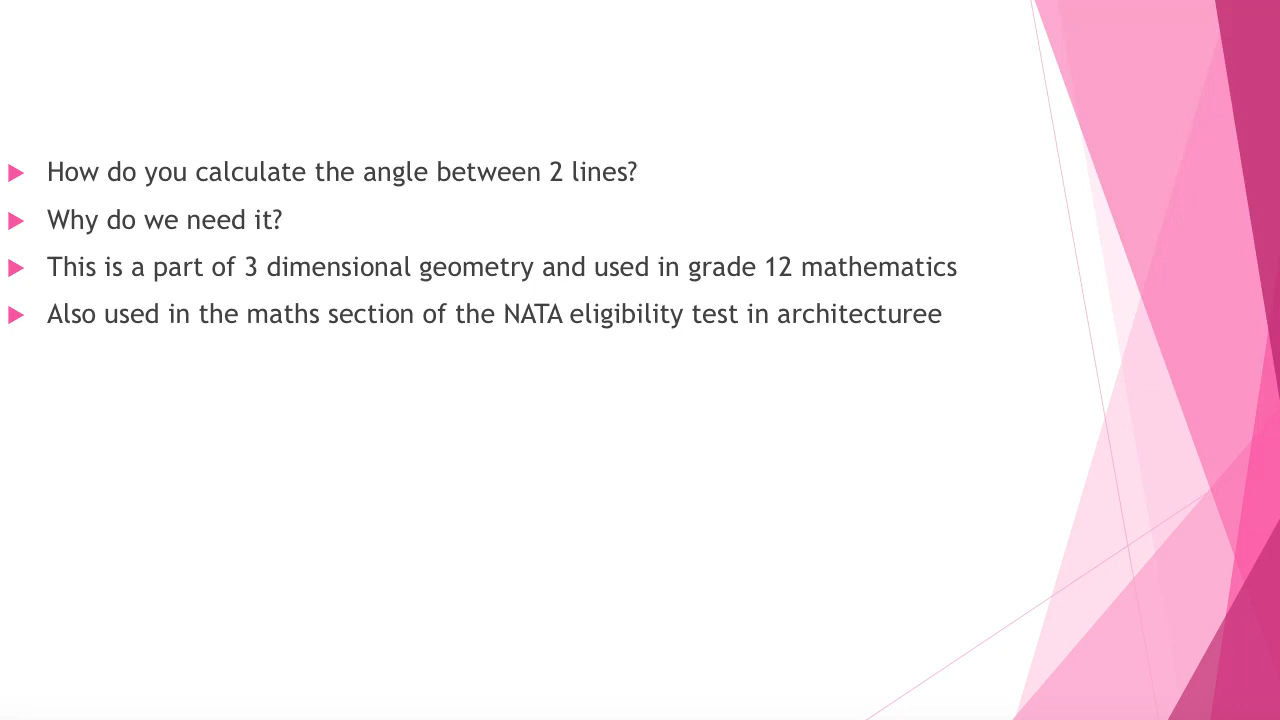 How do you calculate the angle between 2 lines?
Why do we need it?
This is a part of 3 dimensional geometry and used in grade 12 mathematics
Also used in the maths section of the NATA eligibility test in architecturee